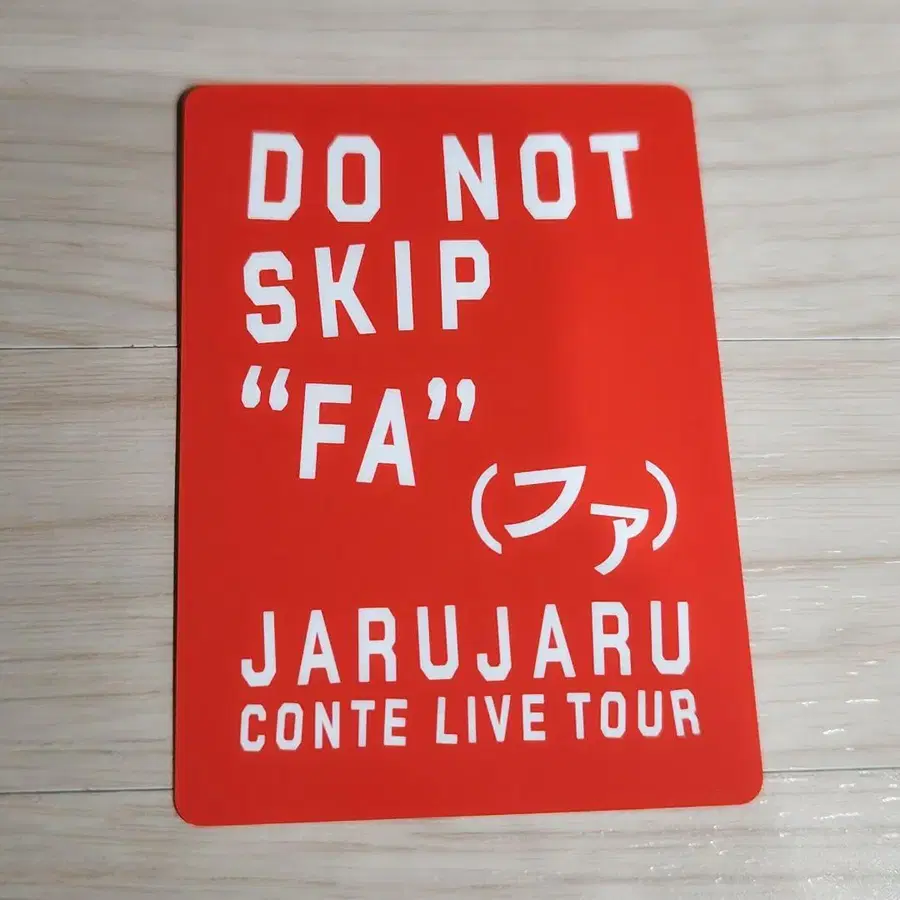 DO NOT
SKIP
“FA”
(ファ)
JARUJARU
CONTE LIVE TOUR